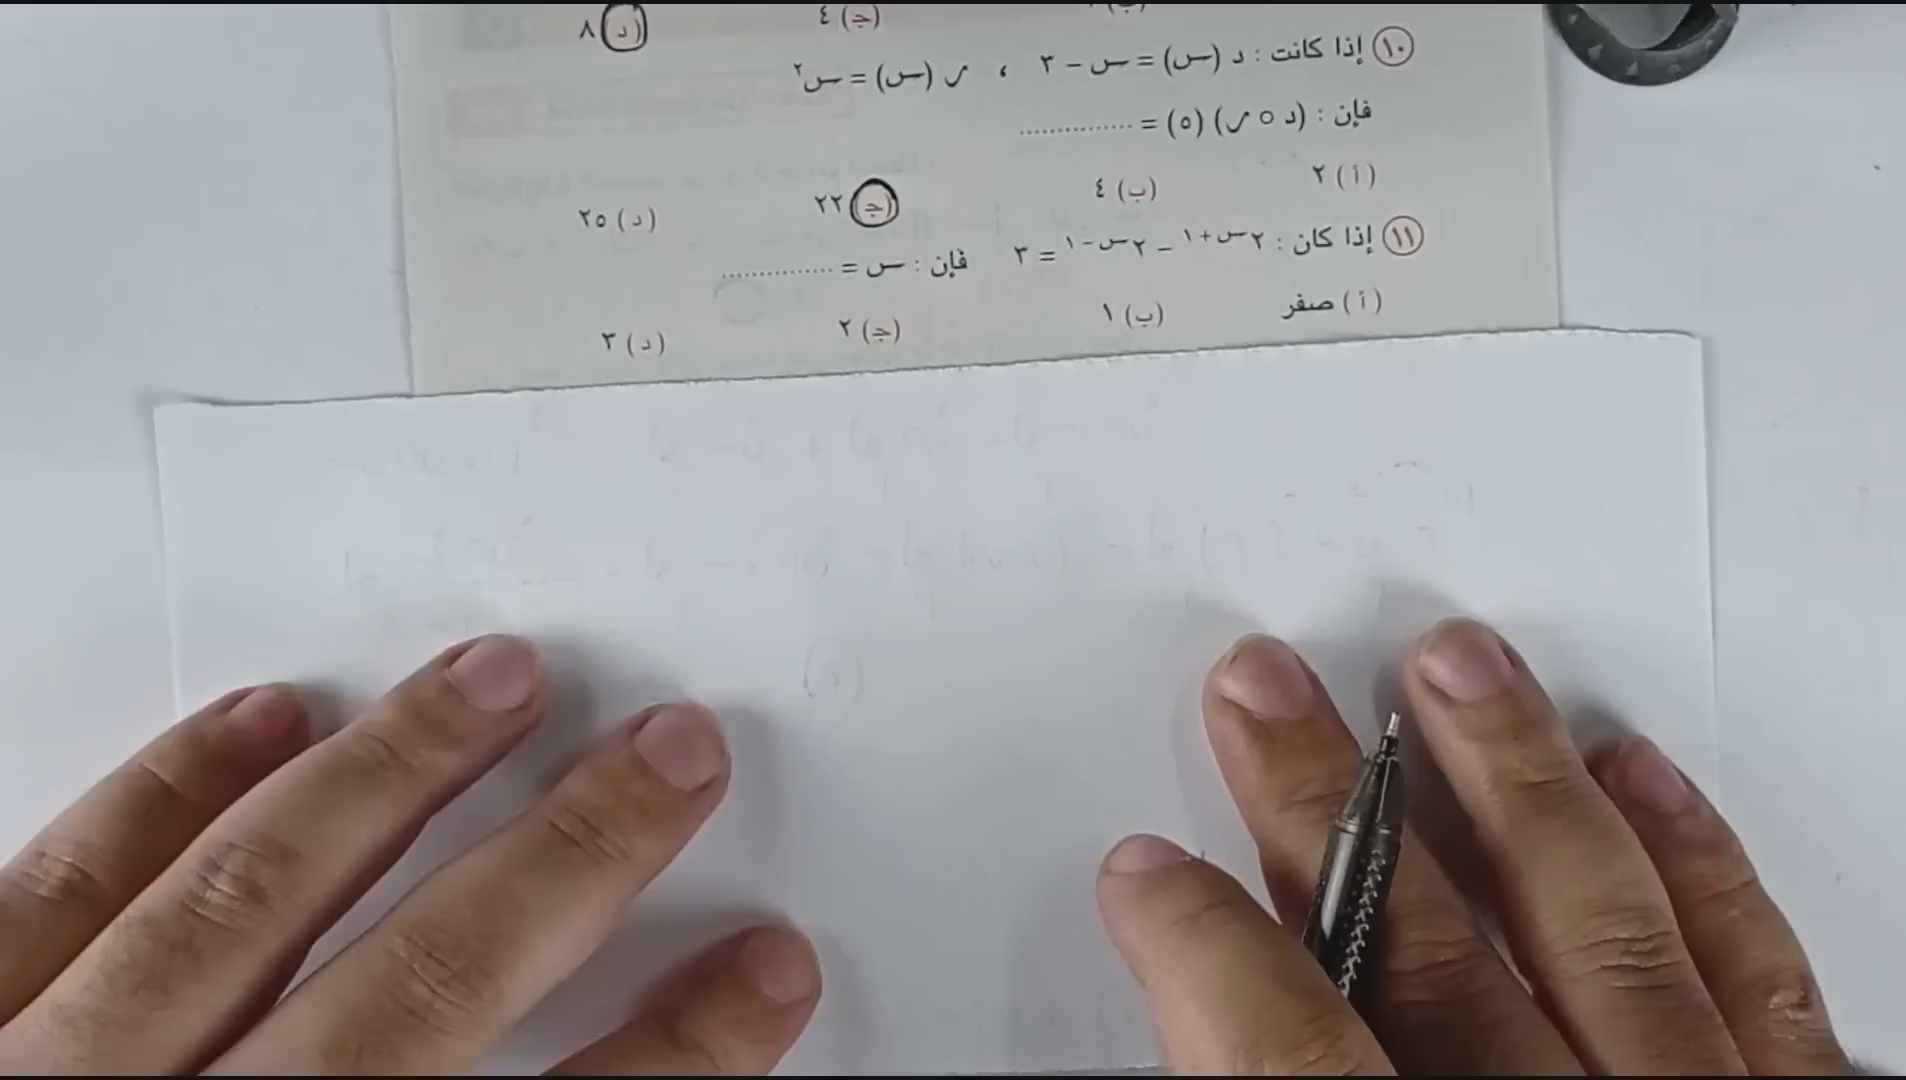 (ج) ٤
(د) ٨
١٠ إذا كانت : د (س) = س − ٣ ، ر (س) = س٢
فإن : (د ∘ ر) (٥) = ..............
(أ) ٢
(ب) ٤
(ج) ٢٢
(د) ٢٥
١١ إذا كان : ٢س+١ − ٢س−١ = ٣ فإن : س = ..............
(أ) صفر
(ب) ١
(ج) ٢
(د) ٣